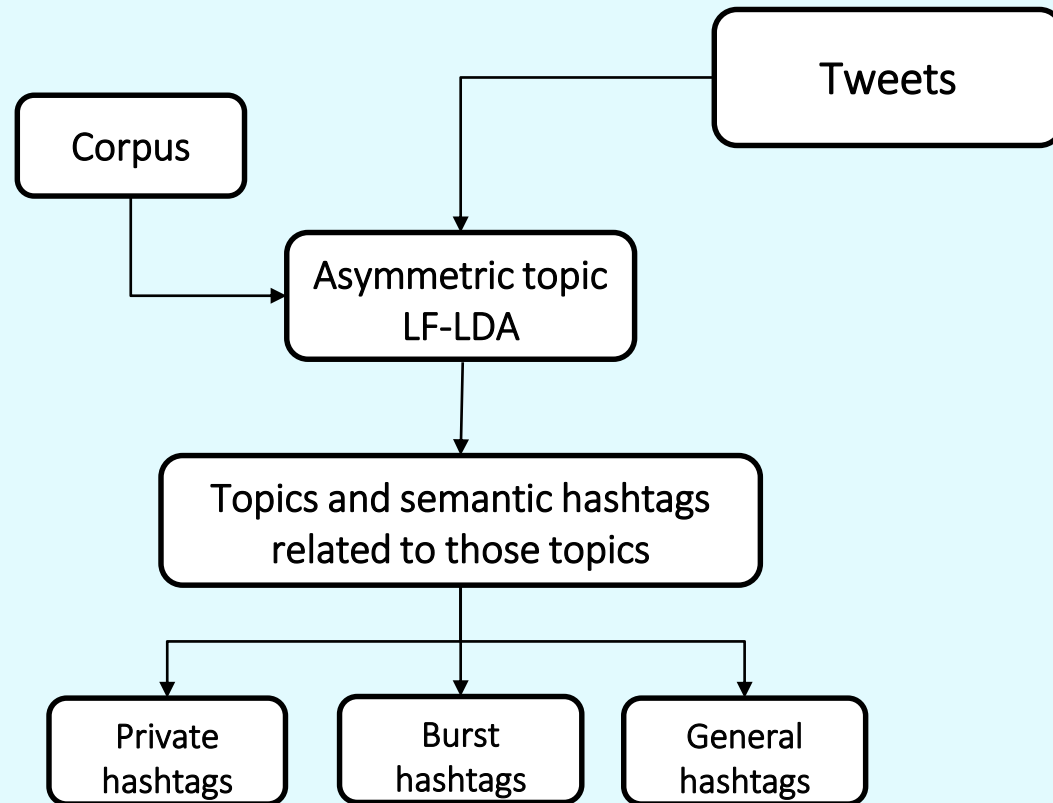 Tweets
Corpus
Asymmetric topic
LF-LDA
Topics and semantic hashtags
related to those topics
Private
hashtags
Burst
hashtags
General
hashtags